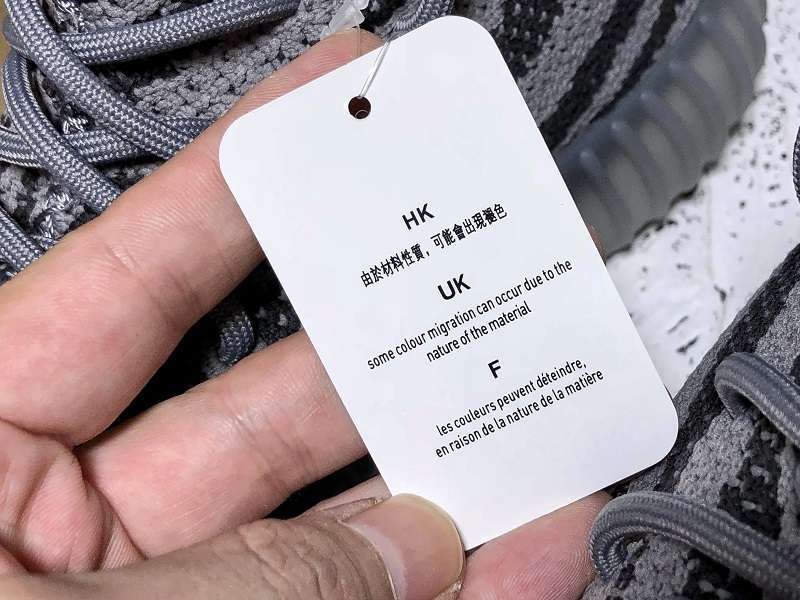 HK
由於材料性質，可能會出現褪色
UK
some colour migration can occur due to the
nature of the material
F
les couleurs peuvent déteindre,
en raison de la nature de la matière